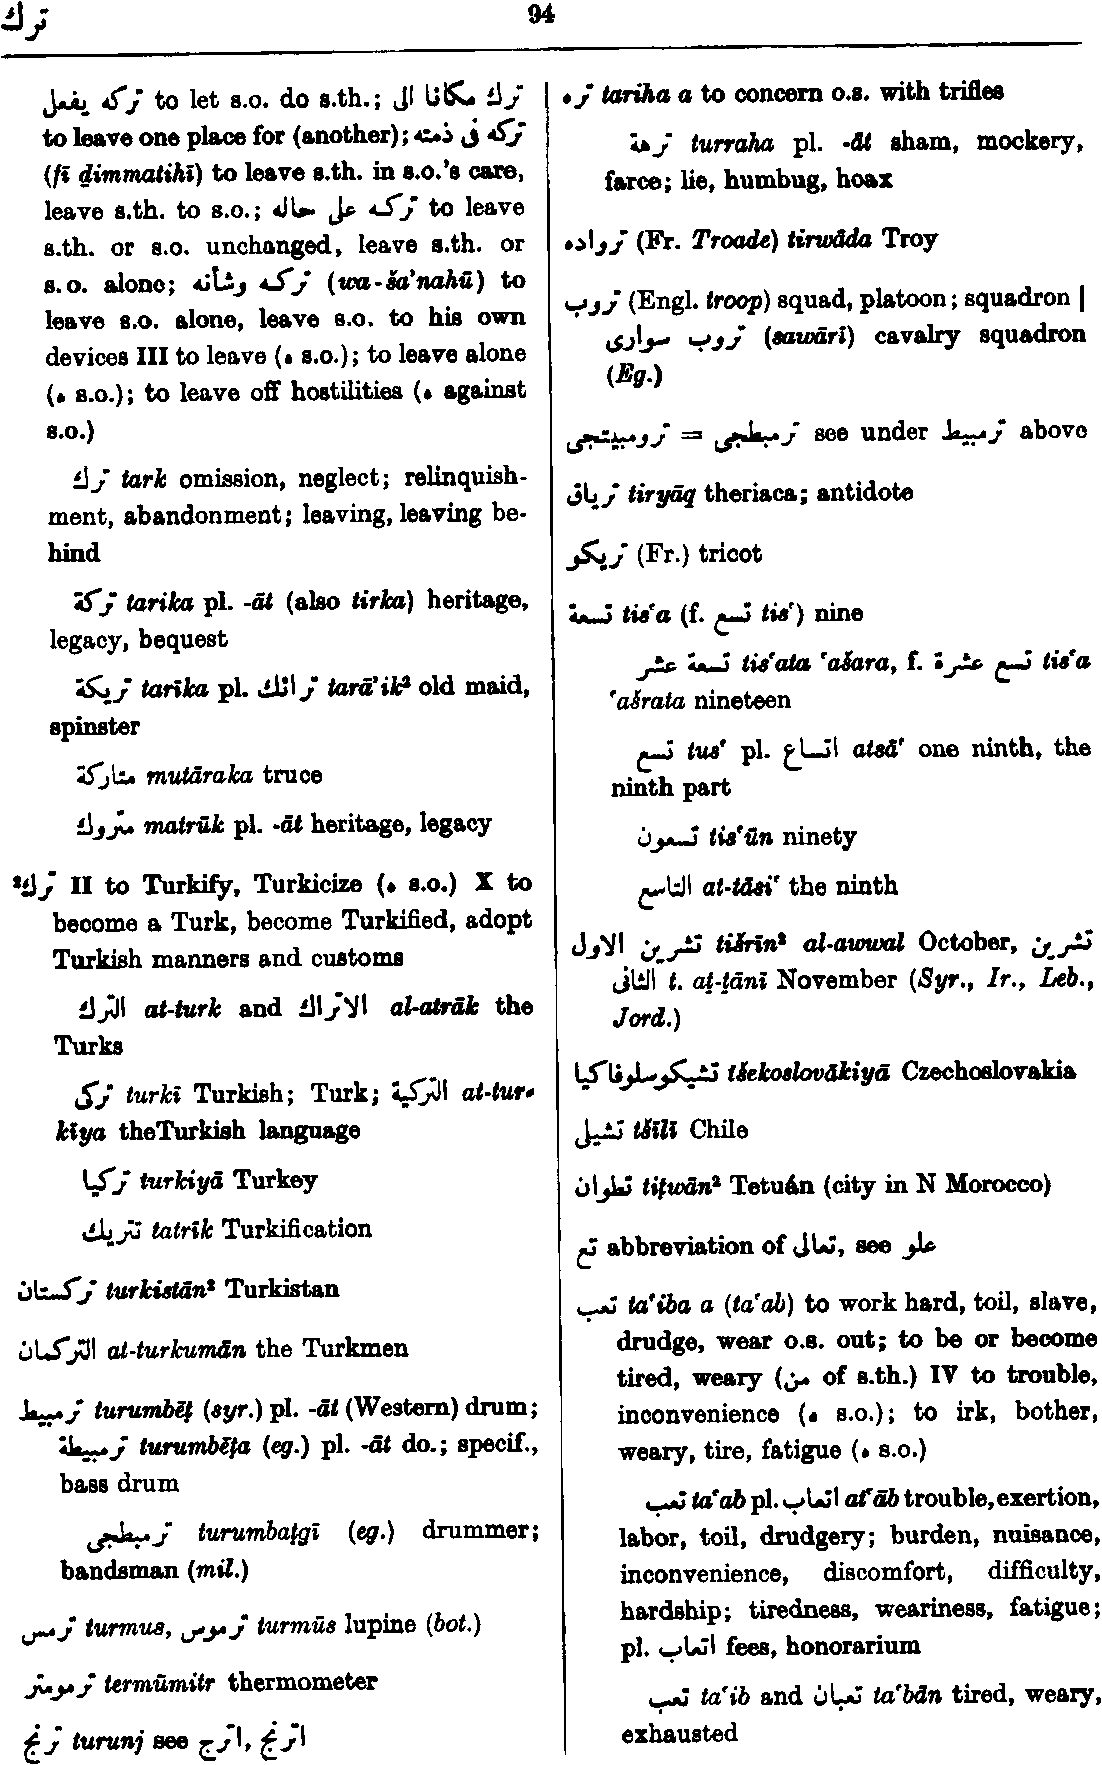 ترك
94
تركه يفعل to let s.o. do s.th.; ترك مكانا الى
to leave one place for (another); تركه فى ذمته
(fī ḏimmatihī) to leave s.th. in s.o.'s care,
leave s.th. to s.o.; تركه على حاله to leave
s.th. or s.o. unchanged, leave s.th. or
s.o. alone; تركه وشأنه (wa-ša'nahū) to
leave s.o. alone, leave s.o. to his own
devices III to leave (ه s.o.); to leave alone
(ه s.o.); to leave off hostilities (ه against
s.o.)
ترك tark omission, neglect; relinquish-
ment, abandonment; leaving, leaving be-
hind
تركة tarika pl. -āt (also tirka) heritage,
legacy, bequest
تريكة tarīka pl. ترائك tarā'ik² old maid,
spinster
متاركة mutāraka truce
متروك matrūk pl. -āt heritage, legacy
ترك² II to Turkify, Turkicize (ه s.o.) X to
become a Turk, become Turkified, adopt
Turkish manners and customs
الترك at-turk and الاتراك al-atrāk the
Turks
تركى turkī Turkish; Turk; التركية at-tur-
kīya theTurkish language
تركيا turkiyā Turkey
تتريك tatrīk Turkification
تركستان turkistān² Turkistan
التركمان at-turkumān the Turkmen
ترمبيط turumbēṭ (syr.) pl. -āt (Western) drum;
ترمبيطة turumbēṭa (eg.) pl. -āt do.; specif.,
bass drum
ترمبطجى turumbaṭgī (eg.) drummer;
bandsman (mil.)
ترمس turmus, ترموس turmūs lupine (bot.)
ترمومتر termūmitr thermometer
ترنج turunj see اترج, اترنج
تره tariha a to concern o.s. with trifles
ترهة turraha pl. -āt sham, mockery,
farce; lie, humbug, hoax
ترواده (Fr. Troade) tirwāda Troy
تروب (Engl. troop) squad, platoon; squadron |
تروب سوارى (sawārī) cavalry squadron
(Eg.)
ترومبيتجى = ترمبطجى see under ترمبيط above
ترياق tiryāq theriaca; antidote
تريكو (Fr.) tricot
تسعة tis'a (f. تسع tis') nine
تسعة عشر tis'ata 'ašara, f. تسع عشرة tis'a
'ašrata nineteen
تسع tus' pl. اتساع atsā' one ninth, the
ninth part
تسعون tis'ūn ninety
التاسع at-tāsi' the ninth
تشرين الاول tišrīn² al-awwal October, تشرين
الثانى t. aṯ-ṯānī November (Syr., Ir., Leb.,
Jord.)
تشيكوسلوفاكيا tšekoslovākiyā Czechoslovakia
تشيلى tšīlī Chile
تطوان tiṭwān² Tetuán (city in N Morocco)
تع abbreviation of تعالى, see علو
تعب ta'iba a (ta'ab) to work hard, toil, slave,
drudge, wear o.s. out; to be or become
tired, weary (من of s.th.) IV to trouble,
inconvenience (ه s.o.); to irk, bother,
weary, tire, fatigue (ه s.o.)
تعب ta'ab pl. اتعاب at'āb trouble, exertion,
labor, toil, drudgery; burden, nuisance,
inconvenience, discomfort, difficulty,
hardship; tiredness, weariness, fatigue;
pl. اتعاب fees, honorarium
تعب ta'ib and تعبان ta'bān tired, weary,
exhausted